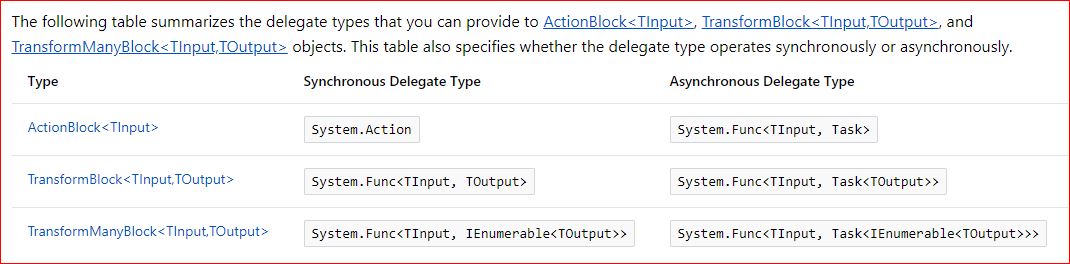 The following table summarizes the delegate types that you can provide to ActionBlock<TInput>, TransformBlock<TInput,TOutput>, and
TransformManyBlock<TInput,TOutput> objects. This table also specifies whether the delegate type operates synchronously or asynchronously.
Type Synchronous Delegate Type Asynchronous Delegate Type
ActionBlock<TInput> System.Action System.Func<TInput, Task>
TransformBlock<TInput,TOutput> System.Func<TInput, TOutput> System.Func<TInput, Task<TOutput>>
TransformManyBlock<TInput,TOutput> System.Func<TInput, IEnumerable<TOutput>> System.Func<TInput, Task<IEnumerable<TOutput>>>